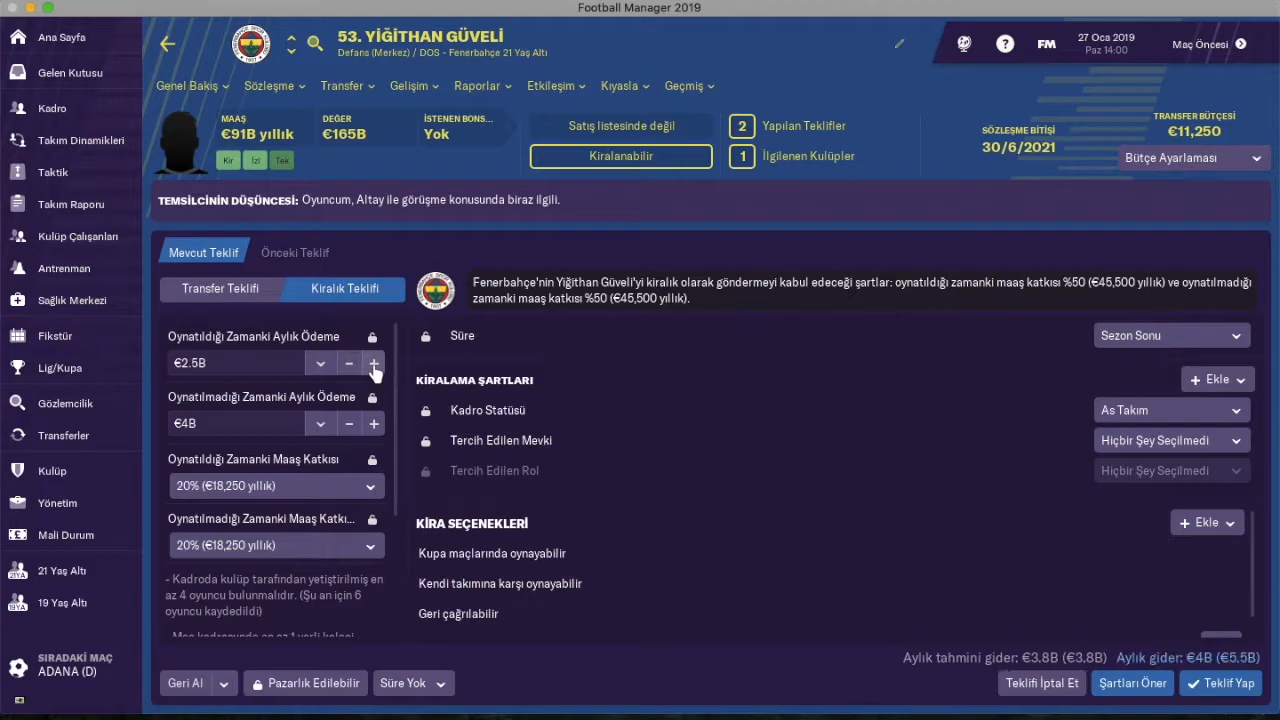 Football Manager 2019
Ana Sayfa
Gelen Kutusu
Kadro
Takım Dinamikleri
Taktik
Takım Raporu
Kulüp Çalışanları
Antrenman
Sağlık Merkezi
Fikstür
Lig/Kupa
Gözlemcilik
Transferler
Kulüp
Yönetim
Mali Durum
21YA 21 Yaş Altı
19YA 19 Yaş Altı
SIRADAKİ MAÇ
ADANA (D)
53. YİĞİTHAN GÜVELİ
Defans (Merkez) / DOS - Fenerbahçe 21 Yaş Altı
? FM
27 Oca 2019
Paz 14:00
Maç Öncesi
Genel Bakış Sözleşme Transfer Gelişim Raporlar Etkileşim Kıyasla Geçmiş
MAAŞ
€91B yıllık
DEĞER
€165B
İSTENEN BONS...
Yok
Kir İzl Tek
Satış listesinde değil
Kiralanabilir
2 Yapılan Teklifler
1 İlgilenen Kulüpler
SÖZLEŞME BİTİŞİ
30/6/2021
TRANSFER BÜTÇESİ
€11,250
Bütçe Ayarlaması
TEMSİLCİNİN DÜŞÜNCESİ: Oyuncum, Altay ile görüşme konusunda biraz ilgili.
Mevcut Teklif Önceki Teklif
Transfer Teklifi Kiralık Teklifi
Fenerbahçe'nin Yiğithan Güveli'yi kiralık olarak göndermeyi kabul edeceği şartlar: oynatıldığı zamanki maaş katkısı %50 (€45,500 yıllık) ve oynatılmadığı
zamanki maaş katkısı %50 (€45,500 yıllık).
Oynatıldığı Zamanki Aylık Ödeme
€2.5B
Oynatılmadığı Zamanki Aylık Ödeme
€4B
Oynatıldığı Zamanki Maaş Katkısı
20% (€18,250 yıllık)
Oynatılmadığı Zamanki Maaş Katkı...
20% (€18,250 yıllık)
- Kadroda kulüp tarafından yetiştirilmiş en
az 4 oyuncu bulunmalıdır. (Şu an için 6
oyuncu kaydedildi)
Süre Sezon Sonu
KİRALAMA ŞARTLARI + Ekle
Kadro Statüsü As Takım
Tercih Edilen Mevki Hiçbir Şey Seçilmedi
Tercih Edilen Rol Hiçbir Şey Seçilmedi
KİRA SEÇENEKLERİ + Ekle
Kupa maçlarında oynayabilir
Kendi takımına karşı oynayabilir
Geri çağrılabilir
Aylık tahmini gider: €3.8B (€3.8B) Aylık gider: €4B (€5.5B)
Geri Al Pazarlık Edilebilir Süre Yok Teklifi İptal Et Şartları Öner Teklif Yap